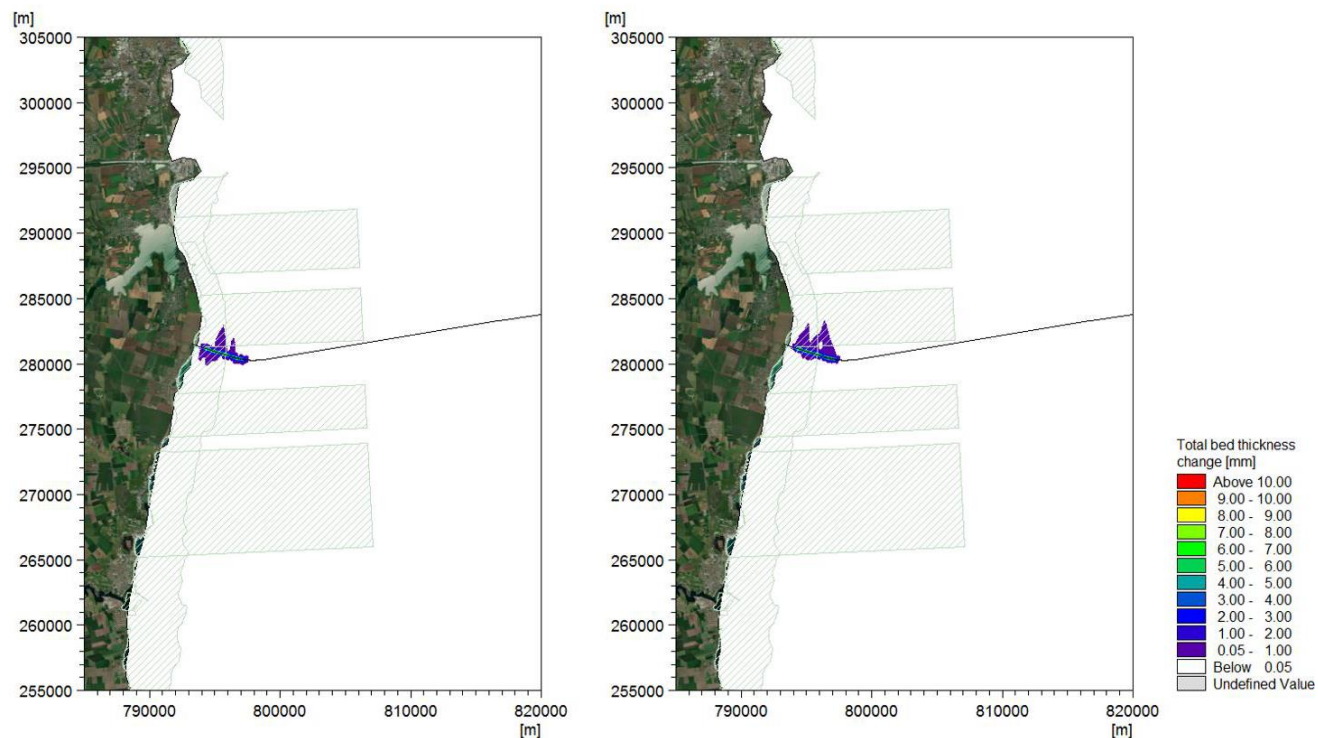 [m]
305000
300000
295000
290000
285000
280000
275000
270000
265000
260000
255000
790000 800000 810000 820000
[m]
[m]
305000
300000
295000
290000
285000
280000
275000
270000
265000
260000
255000
790000 800000 810000 820000
[m]
Total bed thickness
change [mm]
Above 10.00
9.00 - 10.00
8.00 - 9.00
7.00 - 8.00
6.00 - 7.00
5.00 - 6.00
4.00 - 5.00
3.00 - 4.00
2.00 - 3.00
1.00 - 2.00
0.05 - 1.00
Below 0.05
Undefined Value